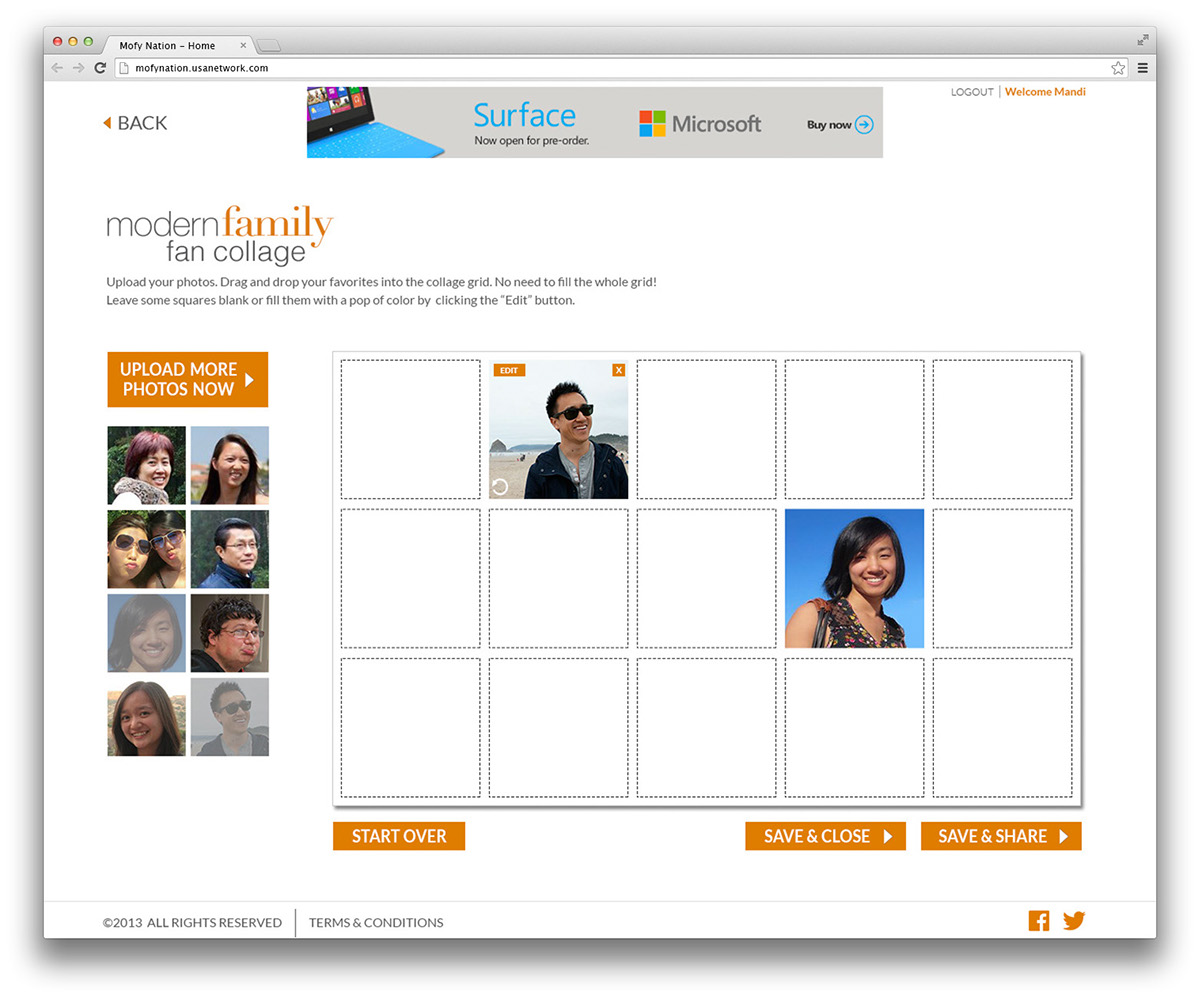 Mofy Nation – Home
mofynation.usanetwork.com
LOGOUT | Welcome Mandi
BACK
Surface
Now open for pre-order.
Microsoft
Buy now
modernfamily
fan collage
Upload your photos. Drag and drop your favorites into the collage grid. No need to fill the whole grid!
Leave some squares blank or fill them with a pop of color by clicking the “Edit” button.
UPLOAD MORE
PHOTOS NOW
EDIT
X
START OVER
SAVE & CLOSE
SAVE & SHARE
©2013 ALL RIGHTS RESERVED
TERMS & CONDITIONS